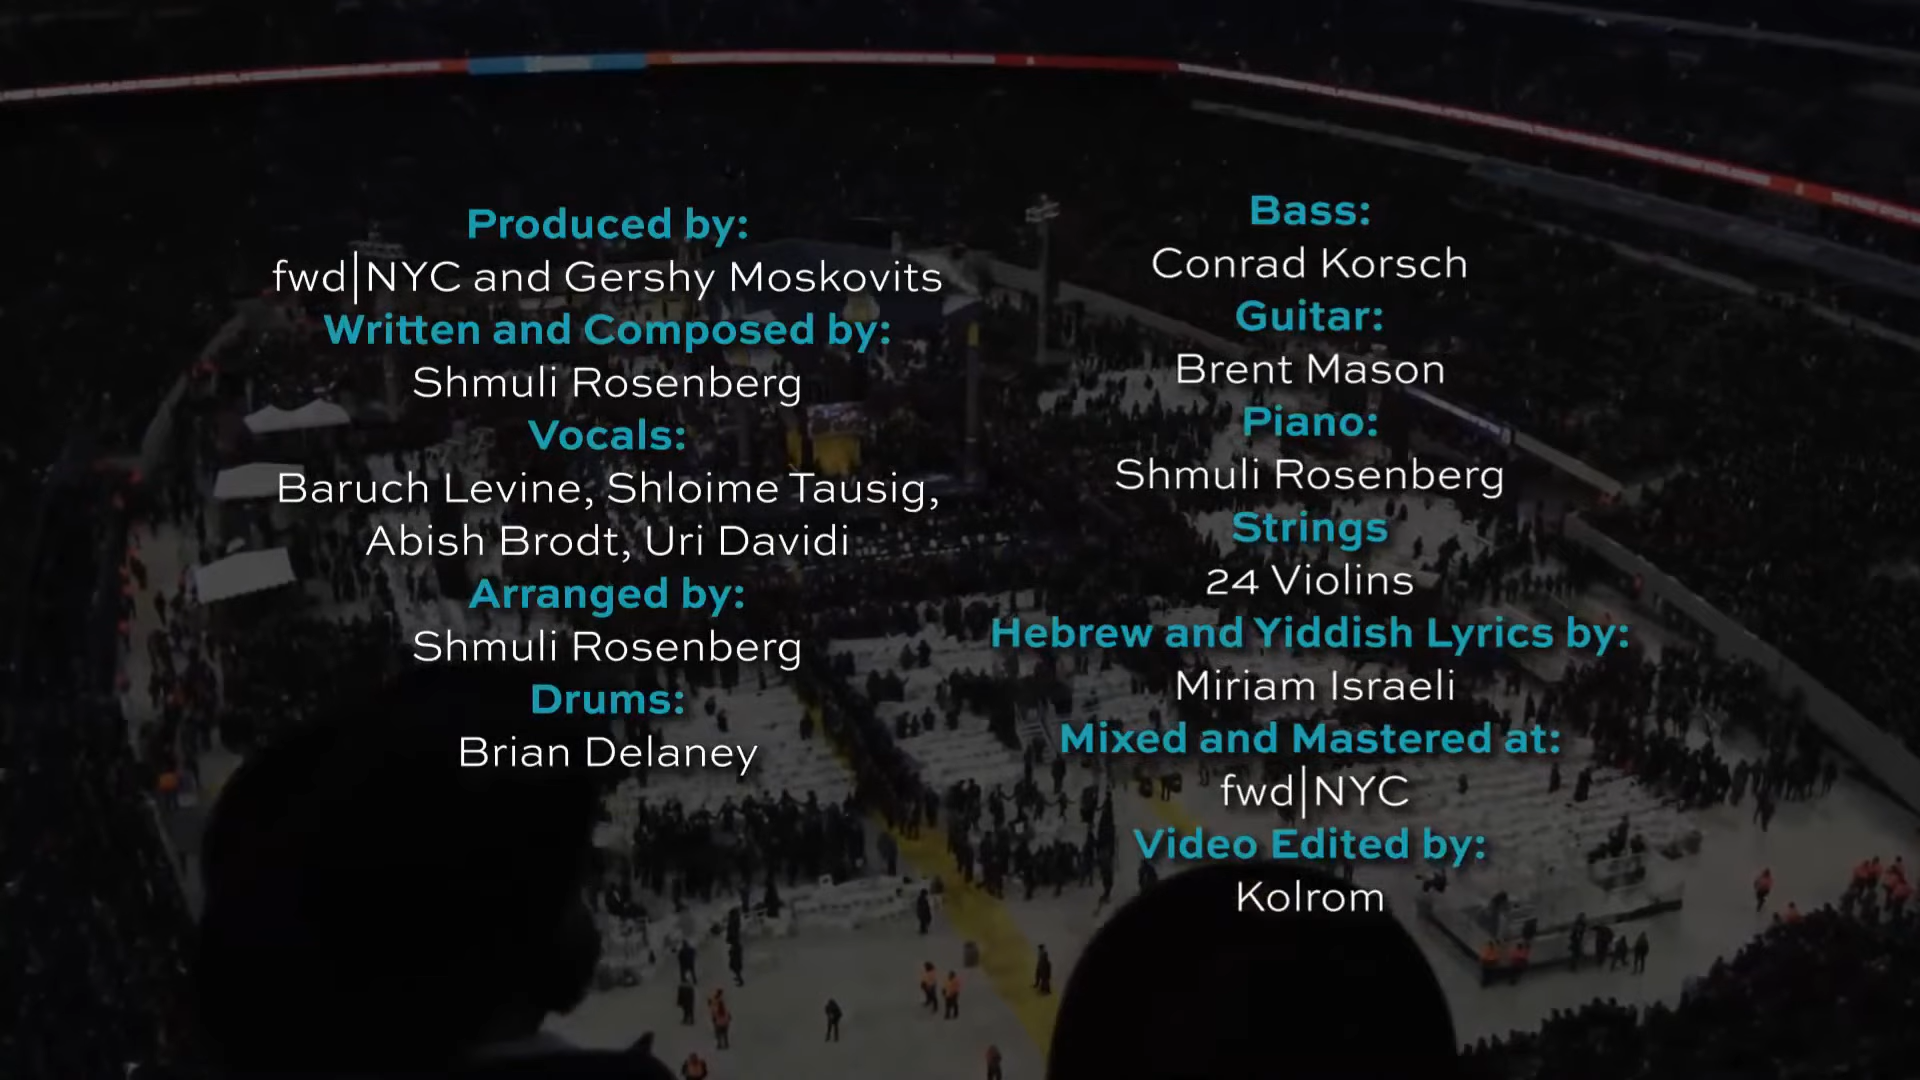 Produced by:
fwd|NYC and Gershy Moskovits
Written and Composed by:
Shmuli Rosenberg
Vocals:
Baruch Levine, Shloime Tausig,
Abish Brodt, Uri Davidi
Arranged by:
Shmuli Rosenberg
Drums:
Brian Delaney
Bass:
Conrad Korsch
Guitar:
Brent Mason
Piano:
Shmuli Rosenberg
Strings
24 Violins
Hebrew and Yiddish Lyrics by:
Miriam Israeli
Mixed and Mastered at:
fwd|NYC
Video Edited by:
Kolrom